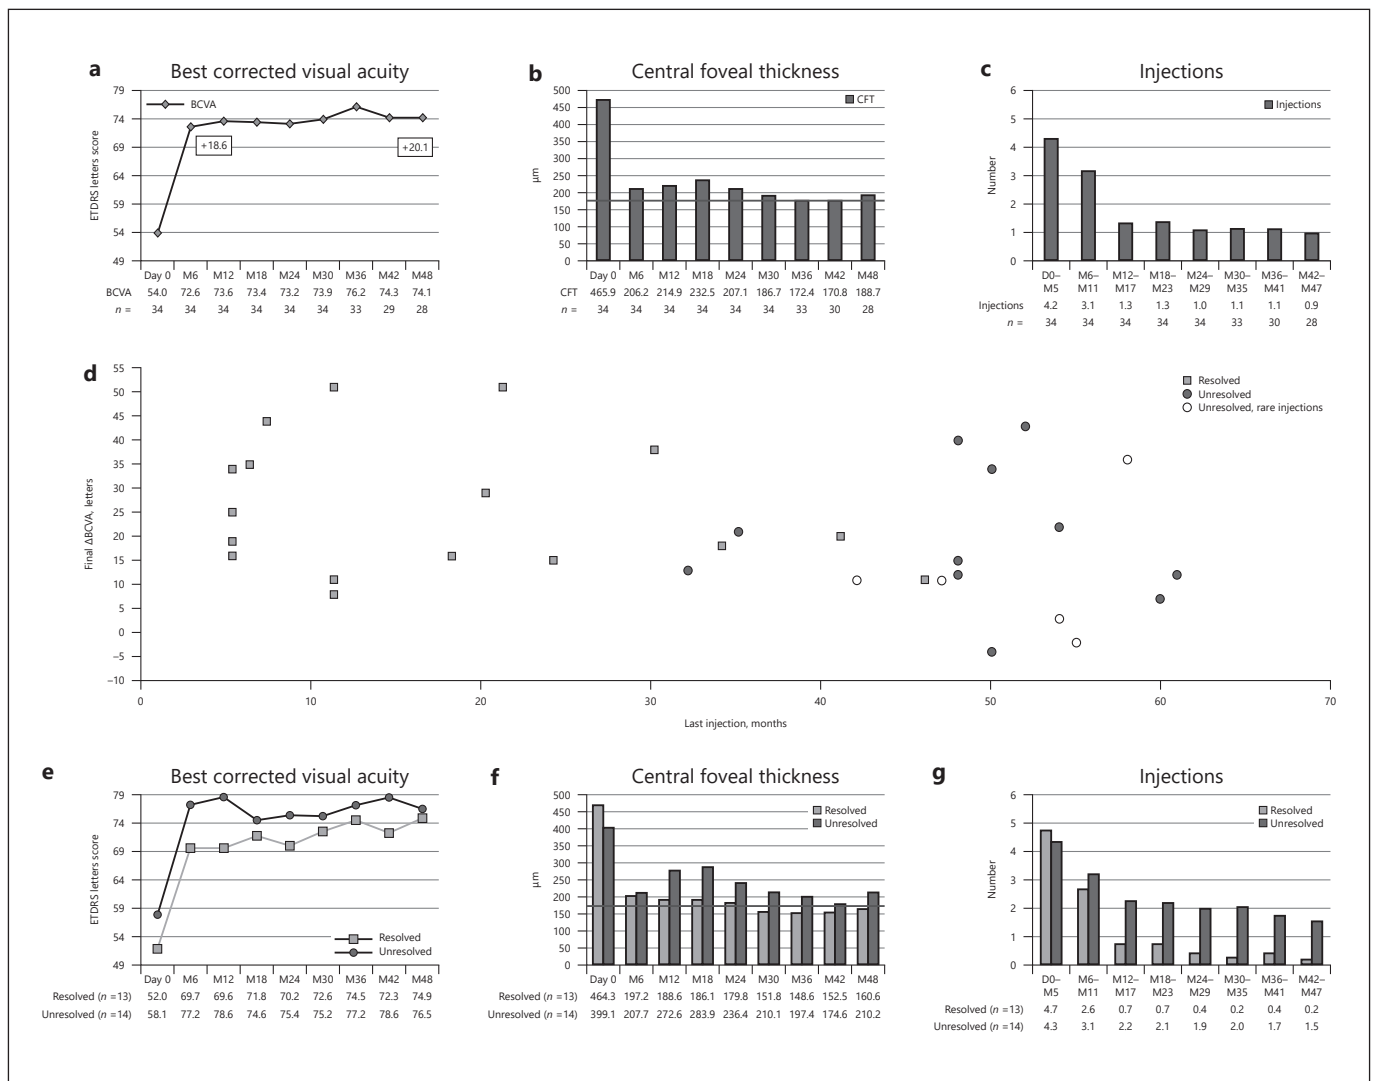 a Best corrected visual acuity
79
74
69
64
59
54
49
ETDRS letters score
BCVA
+18.6
+20.1
Day 0 M6 M12 M18 M24 M30 M36 M42 M48
BCVA 54.0 72.6 73.6 73.4 73.2 73.9 76.2 74.3 74.1
n = 34 34 34 34 34 34 33 29 28
b Central foveal thickness
500
450
400
350
300
250
200
150
100
50
0
µm
CFT
Day 0 M6 M12 M18 M24 M30 M36 M42 M48
CFT 465.9 206.2 214.9 232.5 207.1 186.7 172.4 170.8 188.7
n = 34 34 34 34 34 34 33 30 28
c Injections
6
5
4
3
2
1
0
Number
Injections
D0– M6– M12– M18– M24– M30– M36– M42–
M5 M11 M17 M23 M29 M35 M41 M47
Injections 4.2 3.1 1.3 1.3 1.0 1.1 1.1 0.9
n = 34 34 34 34 34 33 30 28
d
55
50
45
40
35
30
25
20
15
10
5
0
–5
–10
Final ΔBCVA, letters
Resolved
Unresolved
Unresolved, rare injections
0 10 20 30 40 50 60 70
Last injection, months
e Best corrected visual acuity
79
74
69
64
59
54
49
ETDRS letters score
Resolved
Unresolved
Day 0 M6 M12 M18 M24 M30 M36 M42 M48
Resolved (n =13) 52.0 69.7 69.6 71.8 70.2 72.6 74.5 72.3 74.9
Unresolved (n =14) 58.1 77.2 78.6 74.6 75.4 75.2 77.2 78.6 76.5
f Central foveal thickness
500
450
400
350
300
250
200
150
100
50
0
µm
Resolved
Unresolved
Day 0 M6 M12 M18 M24 M30 M36 M42 M48
Resolved (n =13) 464.3 197.2 188.6 186.1 179.8 151.8 148.6 152.5 160.6
Unresolved (n =14) 399.1 207.7 272.6 283.9 236.4 210.1 197.4 174.6 210.2
g Injections
6
5
4
3
2
1
0
Number
Resolved
Unresolved
D0– M6– M12– M18– M24– M30– M36– M42–
M5 M11 M17 M23 M29 M35 M41 M47
Resolved (n =13) 4.7 2.6 0.7 0.7 0.4 0.2 0.4 0.2
Unresolved (n =14) 4.3 3.1 2.2 2.1 1.9 2.0 1.7 1.5